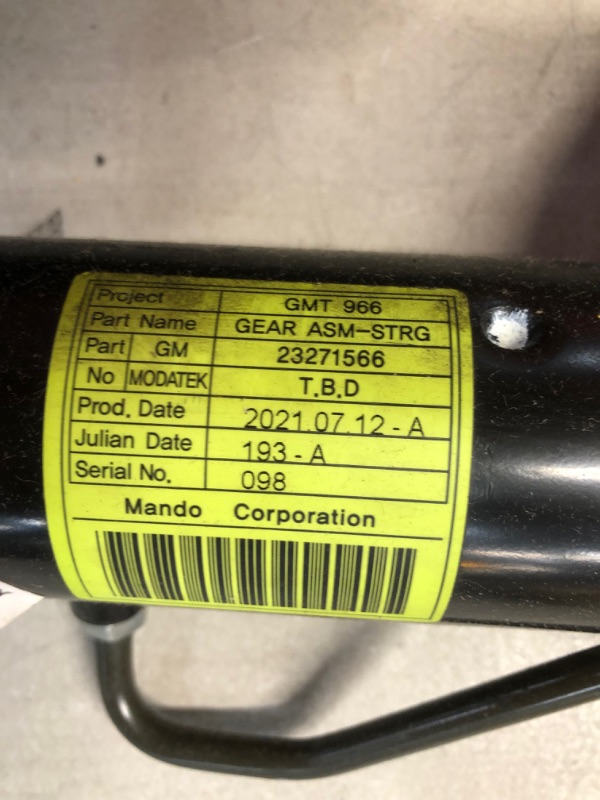 Project GMT 966
Part Name GEAR ASM-STRG
Part No GM 23271566
MODATEK T.B.D
Prod. Date 2021.07.12 - A
Julian Date 193 - A
Serial No. 098
Mando Corporation